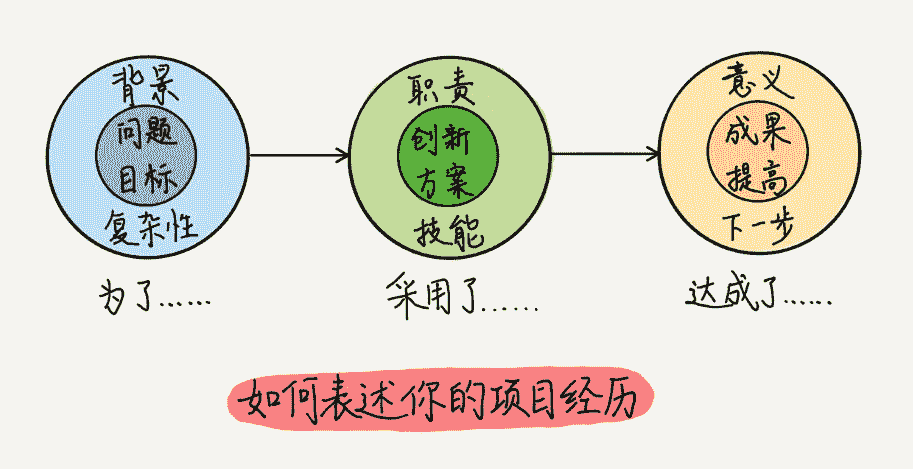 背景
问题
目标
复杂性
为了……
职责
创新
方案
技能
采用了……
意义
成果
提高
下一步
达成了……
如何表述你的项目经历